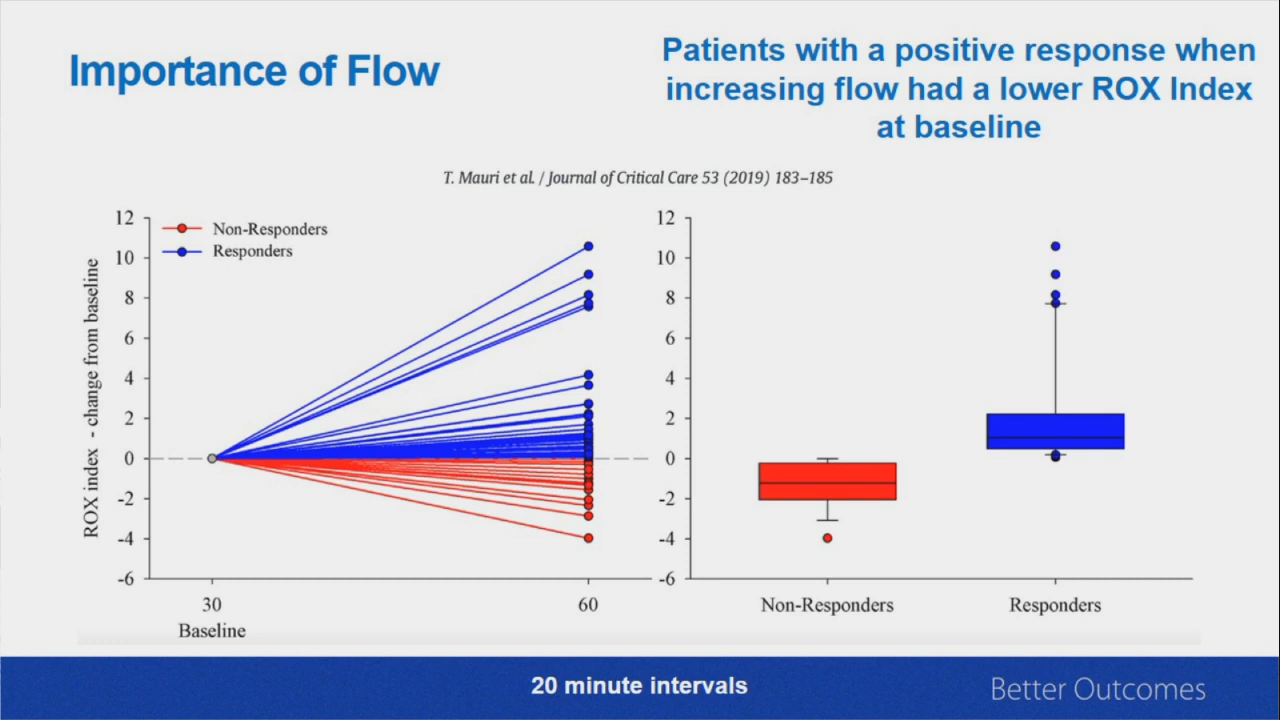 Importance of Flow
Patients with a positive response when
increasing flow had a lower ROX Index
at baseline
T. Mauri et al. / Journal of Critical Care 53 (2019) 183–185
ROX index - change from baseline
12
10
8
6
4
2
0
-2
-4
-6
Non-Responders
Responders
30
60
Baseline
12
10
8
6
4
2
0
-2
-4
-6
Non-Responders
Responders
20 minute intervals
Better Outcomes